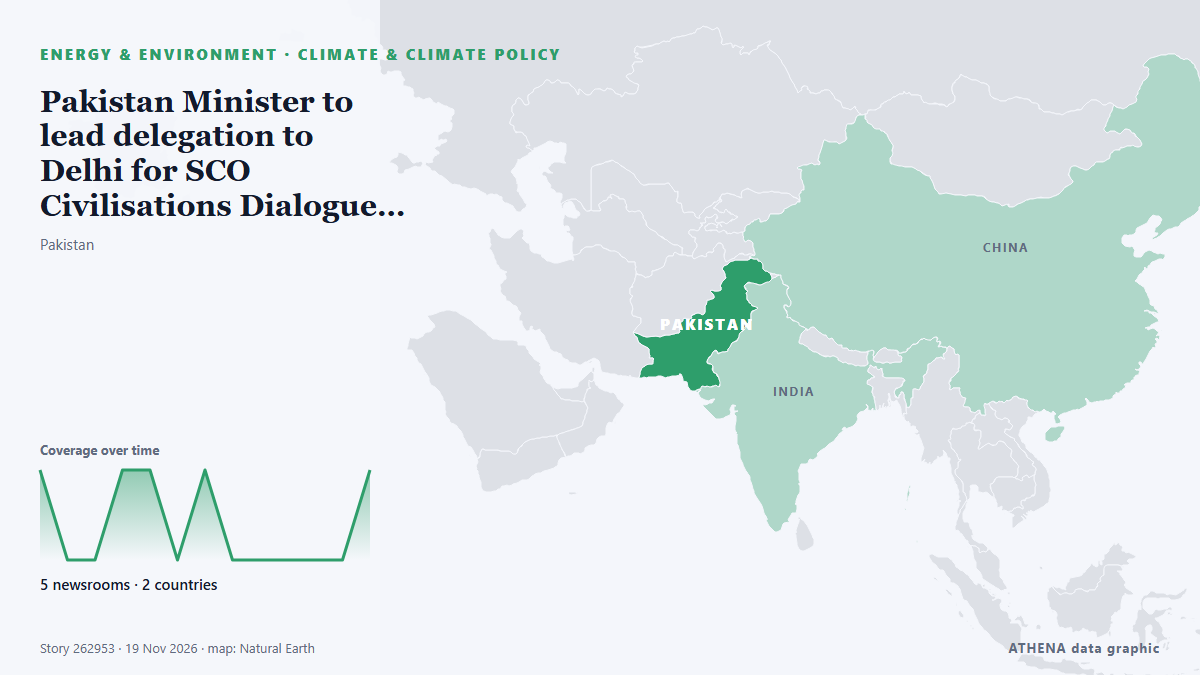 ENERGY & ENVIRONMENT · CLIMATE & CLIMATE POLICY
Pakistan Minister to
lead delegation to
Delhi for SCO
Civilisations Dialogue...
Pakistan
CHINA
PAKISTAN
INDIA
Coverage over time
5 newsrooms · 2 countries
Story 262953 · 19 Nov 2026 · map: Natural Earth
ATHENA data graphic